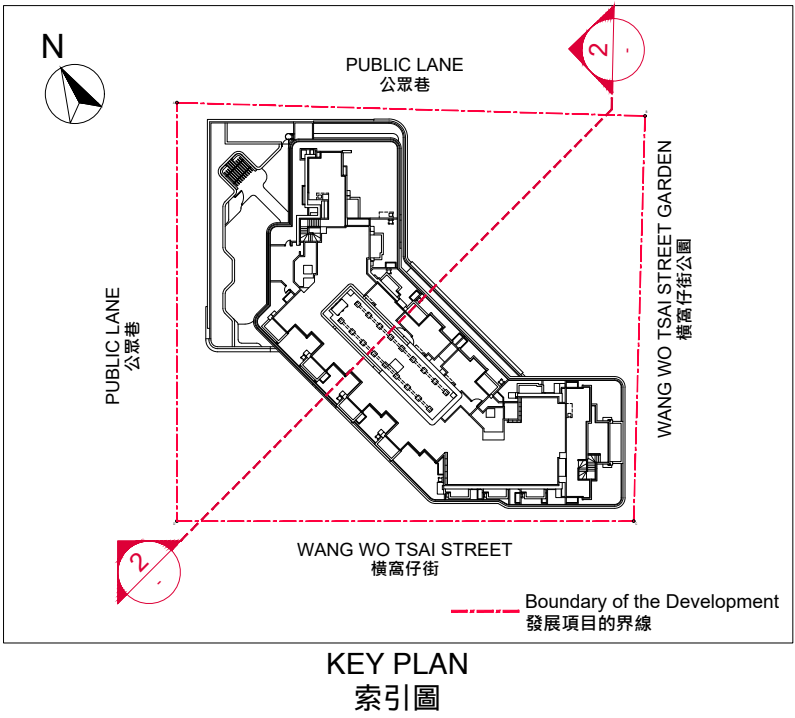 N
2
-
PUBLIC LANE
公眾巷
PUBLIC LANE
公眾巷
WANG WO TSAI STREET GARDEN
橫窩仔街公園
2
-
WANG WO TSAI STREET
橫窩仔街
Boundary of the Development
發展項目的界線
KEY PLAN
索引圖